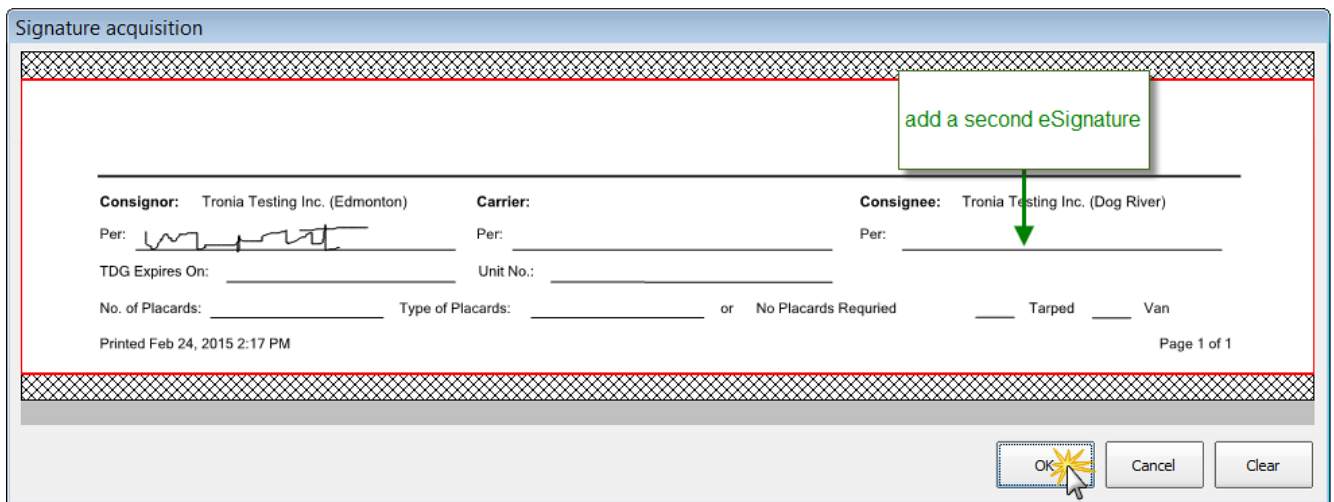 Signature acquisition
add a second eSignature
Consignor: Tronia Testing Inc. (Edmonton) Carrier: Consignee: Tronia Testing Inc. (Dog River)
Per: Per: Per:
TDG Expires On: Unit No.:
No. of Placards: Type of Placards: or No Placards Requried Tarped Van
Printed Feb 24, 2015 2:17 PM Page 1 of 1
OK Cancel Clear